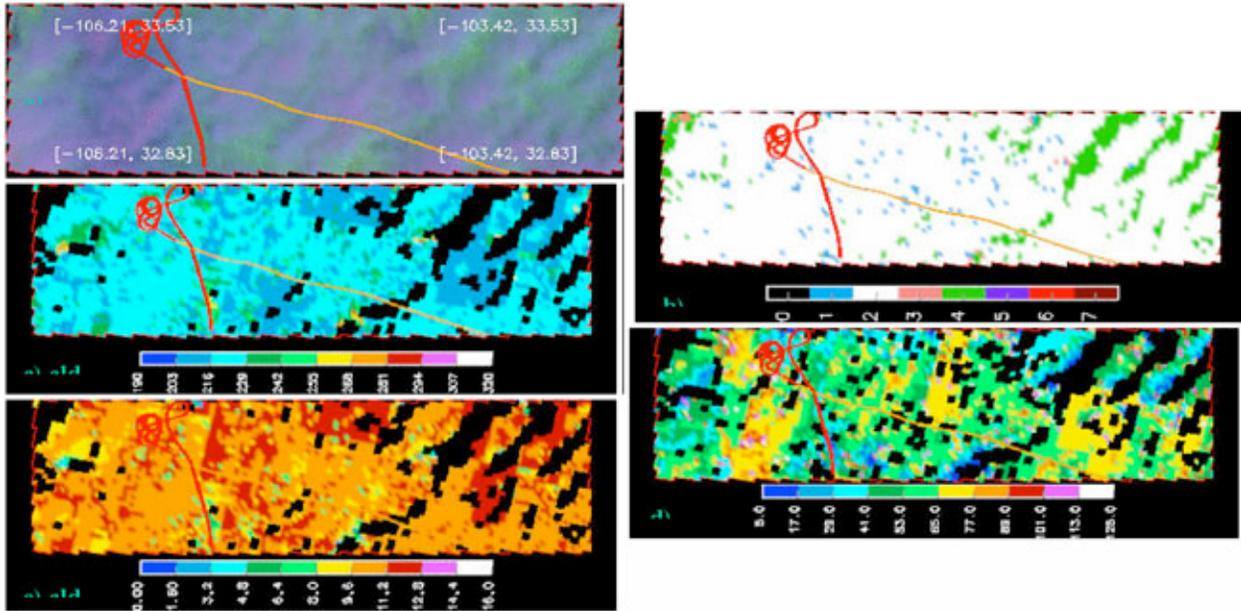 [-106.21, 33.53] [-103.42, 33.53]
[-106.21, 32.83] [-103.42, 32.83]
190 203 216 229 242 255 268 281 294 307 320
0.00 1.60 3.2 4.8 6.4 8.0 9.6 11.2 12.8 14.4 16.0
b)
0 1 2 3 4 5 6 7
d)
5.0 17.0 29.0 41.0 53.0 65.0 77.0 89.0 101.0 113.0 125.0